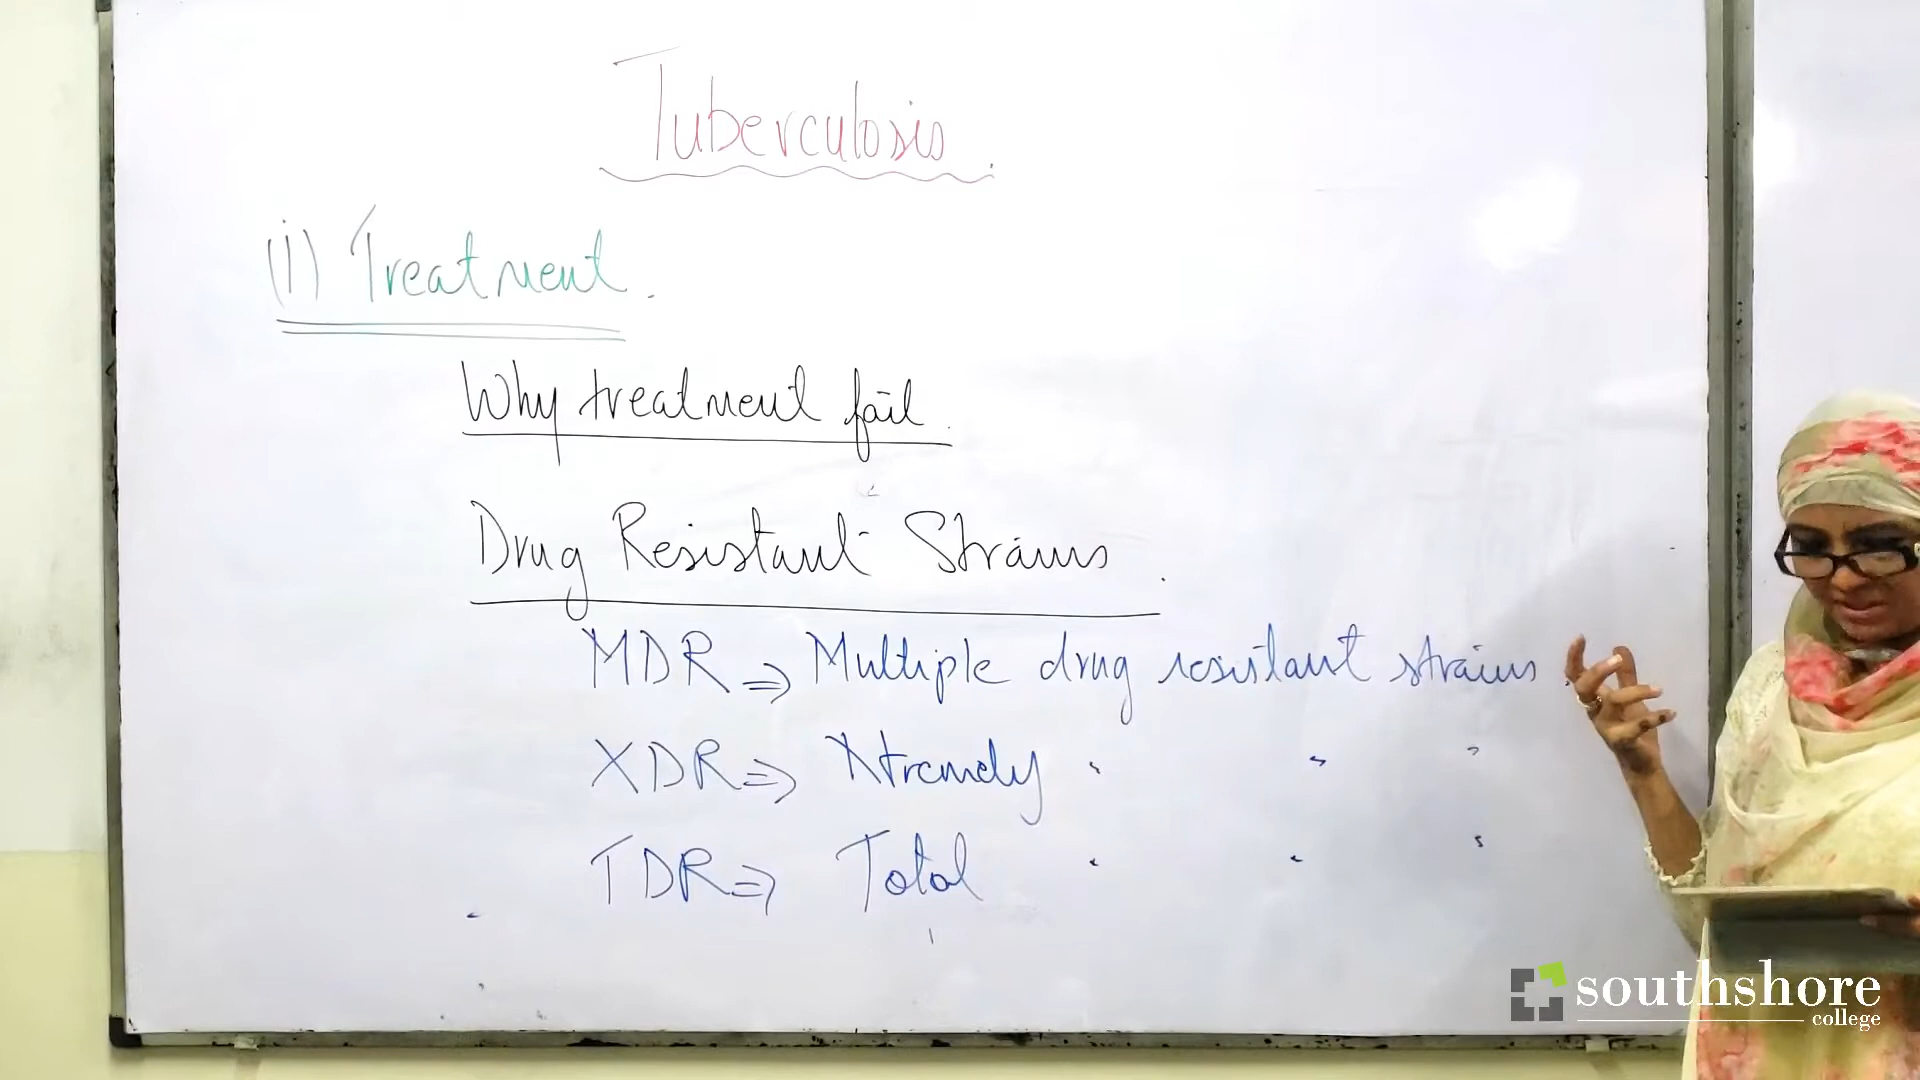 Tuberculosis.
(i) Treatment.
Why treatment fail.
Drug Resistant Strains.
MDR ⇒ Multiple drug resistant strains.
XDR ⇒ Xtremely " " "
TDR ⇒ Total " " "
southshore
college